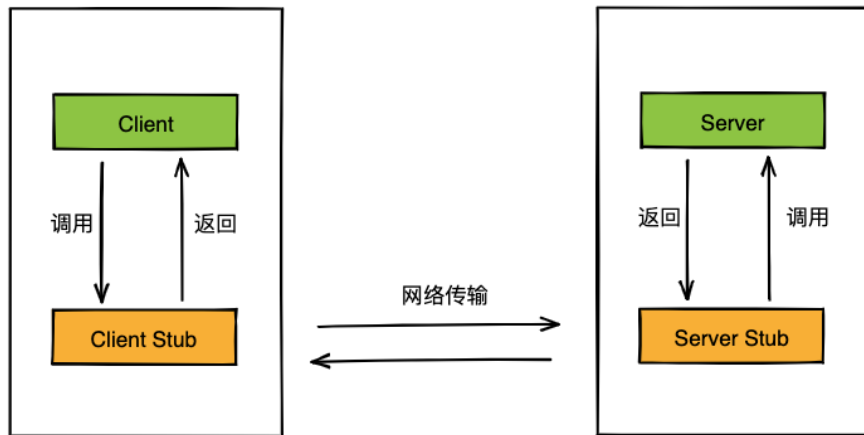 Client
Server
调用
返回
返回
调用
网络传输
Client Stub
Server Stub